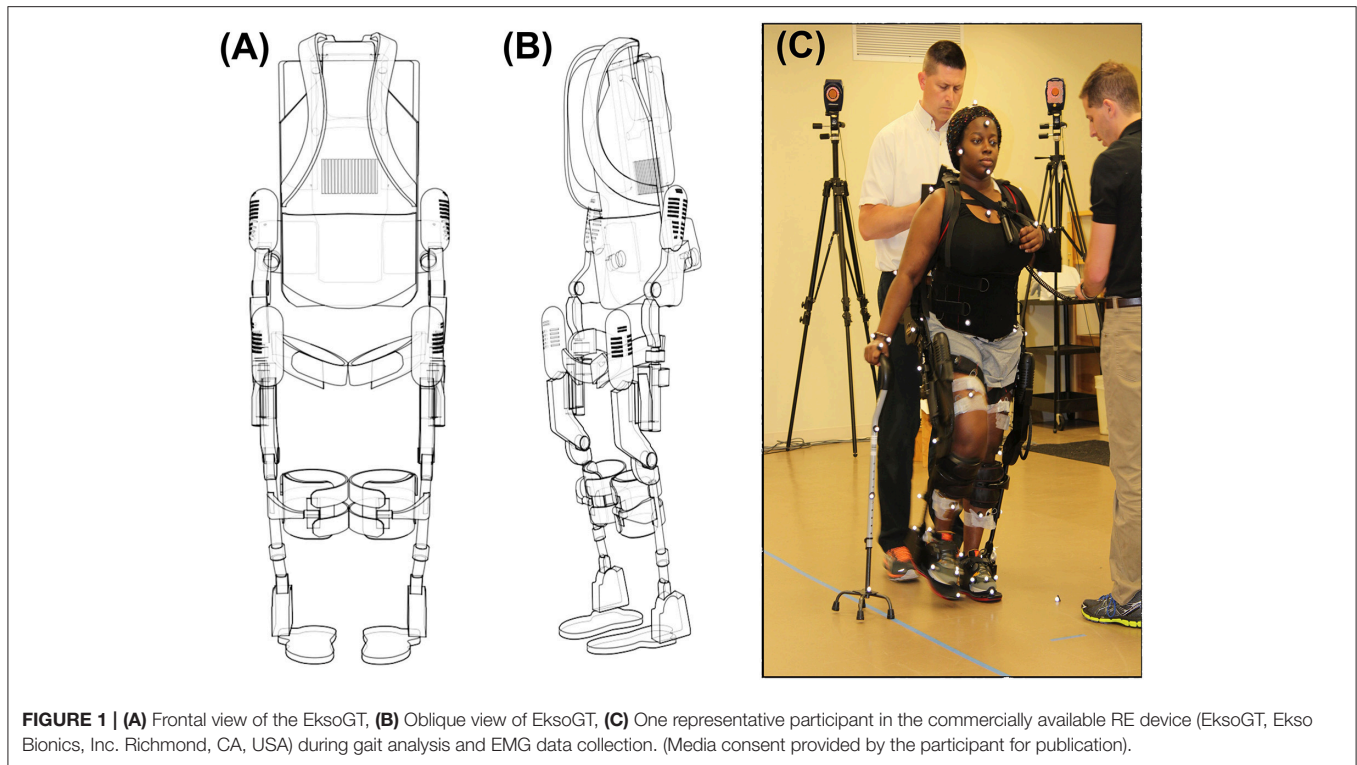 (A)
(B)
(C)
FIGURE 1 | (A) Frontal view of the EksoGT, (B) Oblique view of EksoGT, (C) One representative participant in the commercially available RE device (EksoGT, Ekso
Bionics, Inc. Richmond, CA, USA) during gait analysis and EMG data collection. (Media consent provided by the participant for publication).